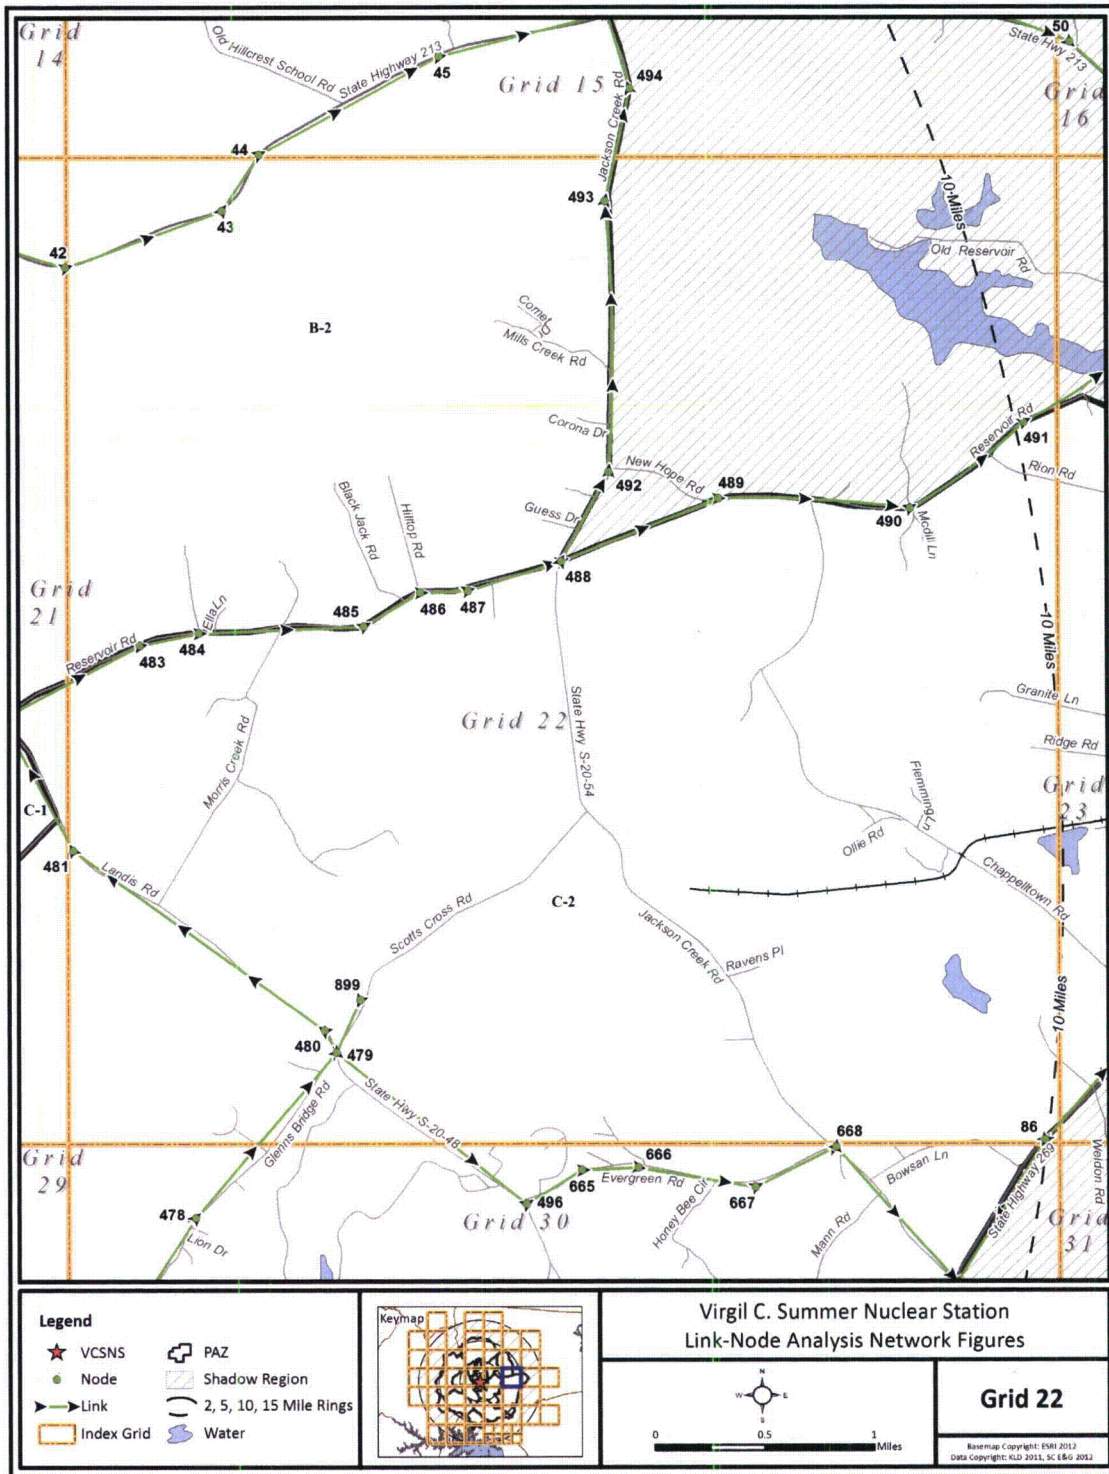 Grid
14
Old Hillcrest School Rd
State Highway 213
45
Grid 15
494
50
State Hwy 213
Grid
16
44
Jackson Creek Rd
43
493
42
10 Miles
Old Reservoir
Rd
B-2
Comet
Ct
Mills Creek Rd
Corona Dr
Reservoir Rd
491
New Hope Rd
489
492
Rion Rd
Black Jack Rd
Hilltop Rd
Guess Dr
490
Mcdill Ln
488
Grid
21
Ella Ln
485
486
487
Reservoir Rd
483
484
10 Miles
State Hwy S-20-54
Grid 22
Granite Ln
Ridge Rd
Morris Creek Rd
Flemming Ln
Grid
23
C-1
Ollie Rd
481
Landis Rd
Chappelltown Rd
C-2
Scotts Cross Rd
Jackson Creek Rd
Ravens Pl
899
10 Miles
480
479
State Hwy S-20-48
Glenns Bridge Rd
Grid
29
668
86
666
Bowsan Ln
State Highway 269
Weldon Rd
665
Evergreen Rd
667
496
Honey Bee Cir
478
Grid 30
Mann Rd
Grid
31
Lion Dr
Legend
VCSNS
PAZ
Node
Shadow Region
Link
2, 5, 10, 15 Mile Rings
Index Grid
Water
Keymap
Virgil C. Summer Nuclear Station
Link-Node Analysis Network Figures
N
W E
S
0 0.5 1
Miles
Grid 22
Basemap Copyright: ESRI 2012
Data Copyright: KLD 2011, SC E&G 2012